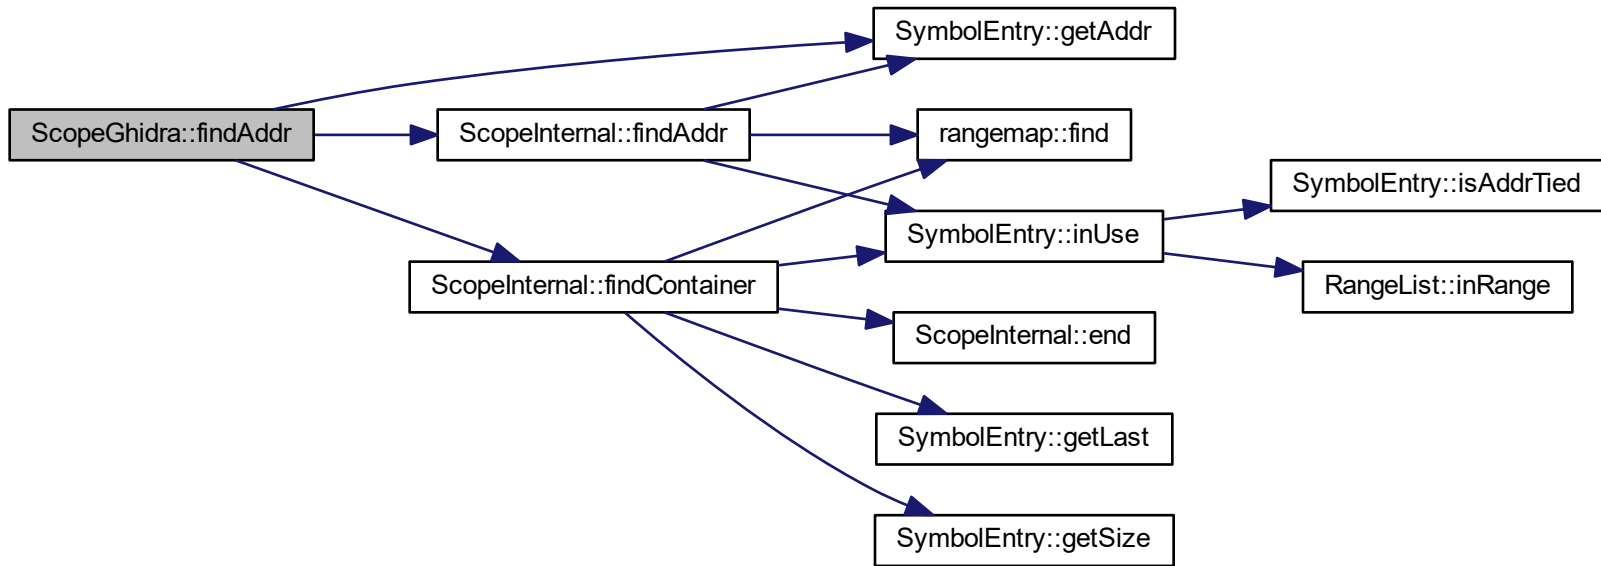 SymbolEntry::getAddr
ScopeGhidra::findAddr
ScopeInternal::findAddr
rangemap::find
SymbolEntry::isAddrTied
SymbolEntry::inUse
ScopeInternal::findContainer
RangeList::inRange
ScopeInternal::end
SymbolEntry::getLast
SymbolEntry::getSize